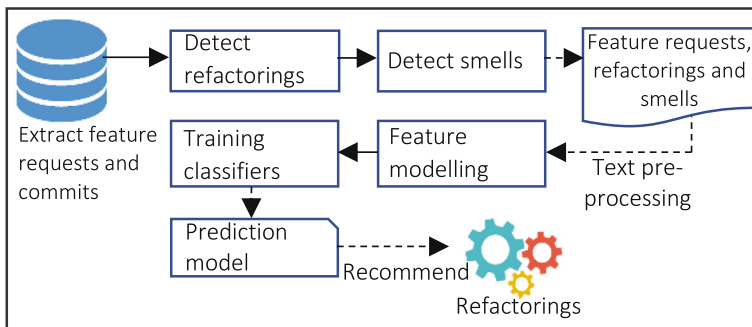 Extract feature
requests and
commits
Detect
refactorings
Detect smells
Feature requests,
refactorings and
smells
Text pre-
processing
Feature
modelling
Training
classifiers
Prediction
model
Recommend
Refactorings